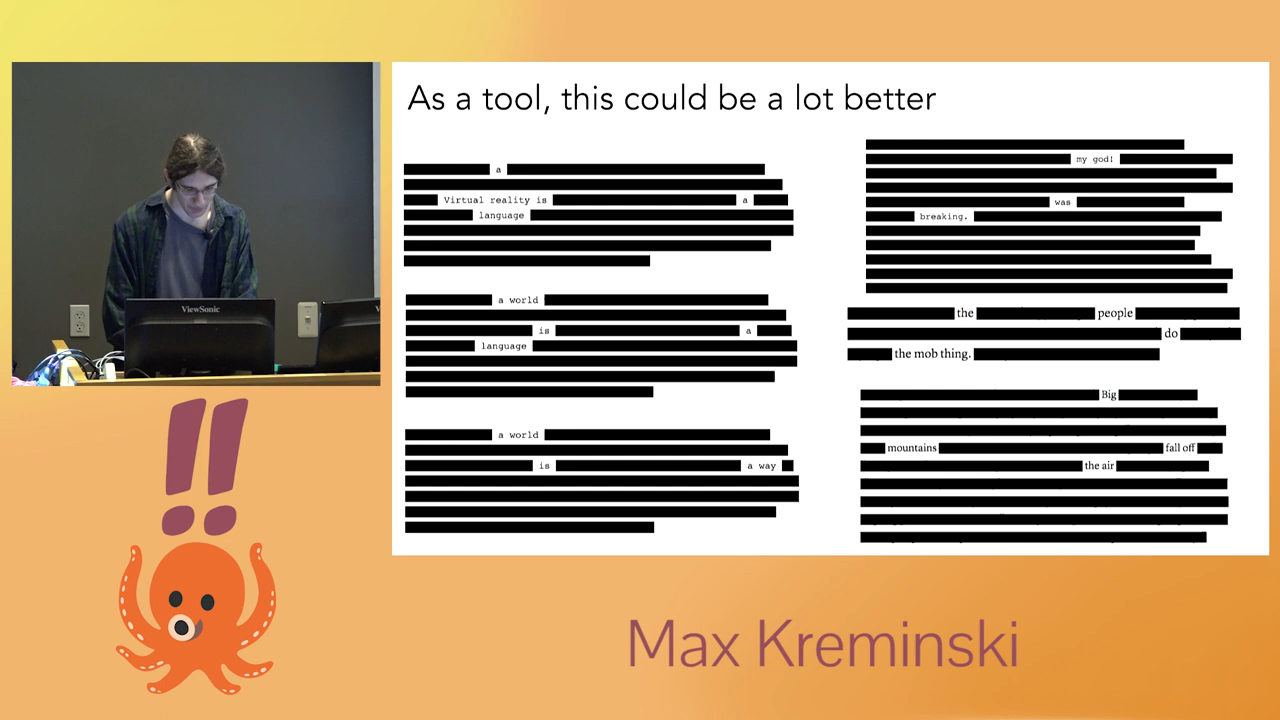 As a tool, this could be a lot better
a
Virtual reality is a
language
a world
is a
language
a world
is a way
my god!
was
breaking.
the people
do
the mob thing.
Big
mountains fall off
the air
ViewSonic
V
!!
Max Kreminski